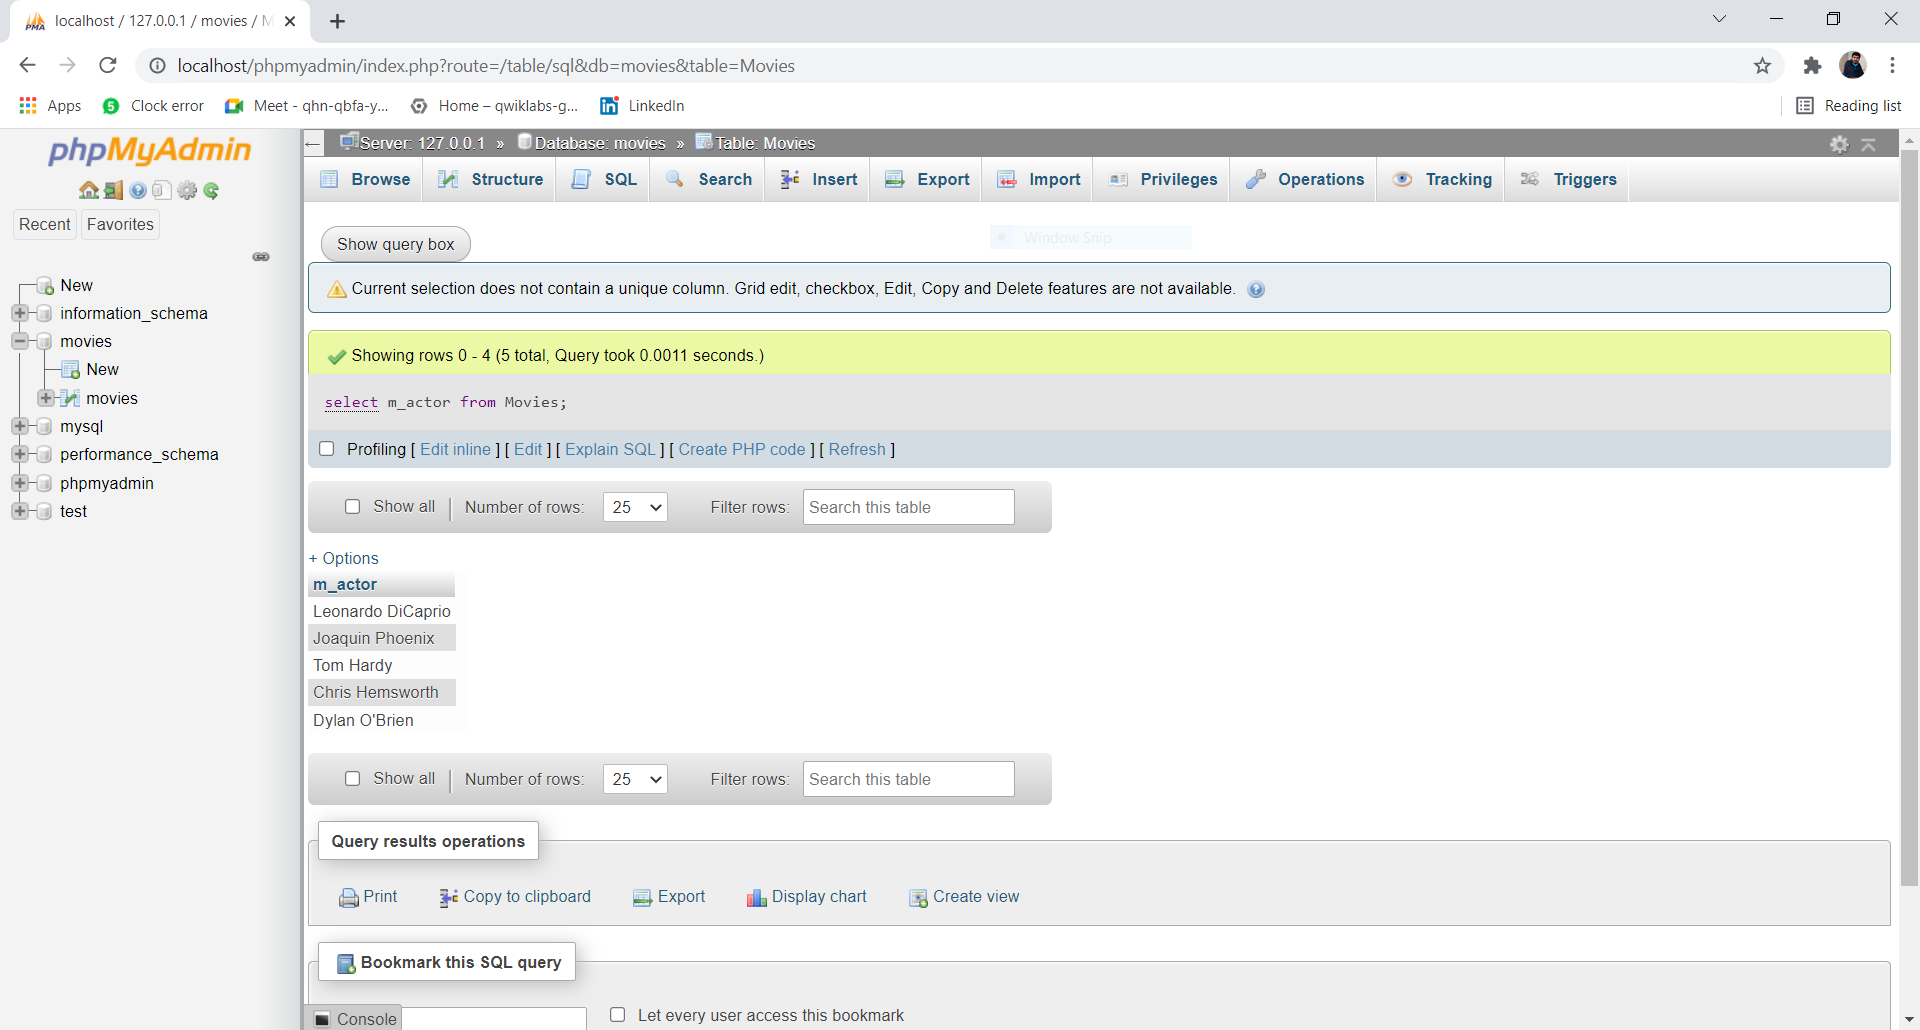 localhost / 127.0.0.1 / movies / M
localhost/phpmyadmin/index.php?route=/table/sql&db=movies&table=Movies
Apps
Clock error
Meet - qhn-qbfa-y...
Home – qwiklabs-g...
LinkedIn
Reading list
phpMyAdmin
Recent
Favorites
New
information_schema
movies
New
movies
mysql
performance_schema
phpmyadmin
test
Server: 127.0.0.1 » Database: movies » Table: Movies
Browse
Structure
SQL
Search
Insert
Export
Import
Privileges
Operations
Tracking
Triggers
Window Snip
Show query box
Current selection does not contain a unique column. Grid edit, checkbox, Edit, Copy and Delete features are not available.
Showing rows 0 - 4 (5 total, Query took 0.0011 seconds.)
select m_actor from Movies;
Profiling [ Edit inline ] [ Edit ] [ Explain SQL ] [ Create PHP code ] [ Refresh ]
Show all | Number of rows: 25 Filter rows: Search this table
+ Options
m_actor
Leonardo DiCaprio
Joaquin Phoenix
Tom Hardy
Chris Hemsworth
Dylan O'Brien
Show all | Number of rows: 25 Filter rows: Search this table
Query results operations
Print
Copy to clipboard
Export
Display chart
Create view
Bookmark this SQL query
Console
Let every user access this bookmark